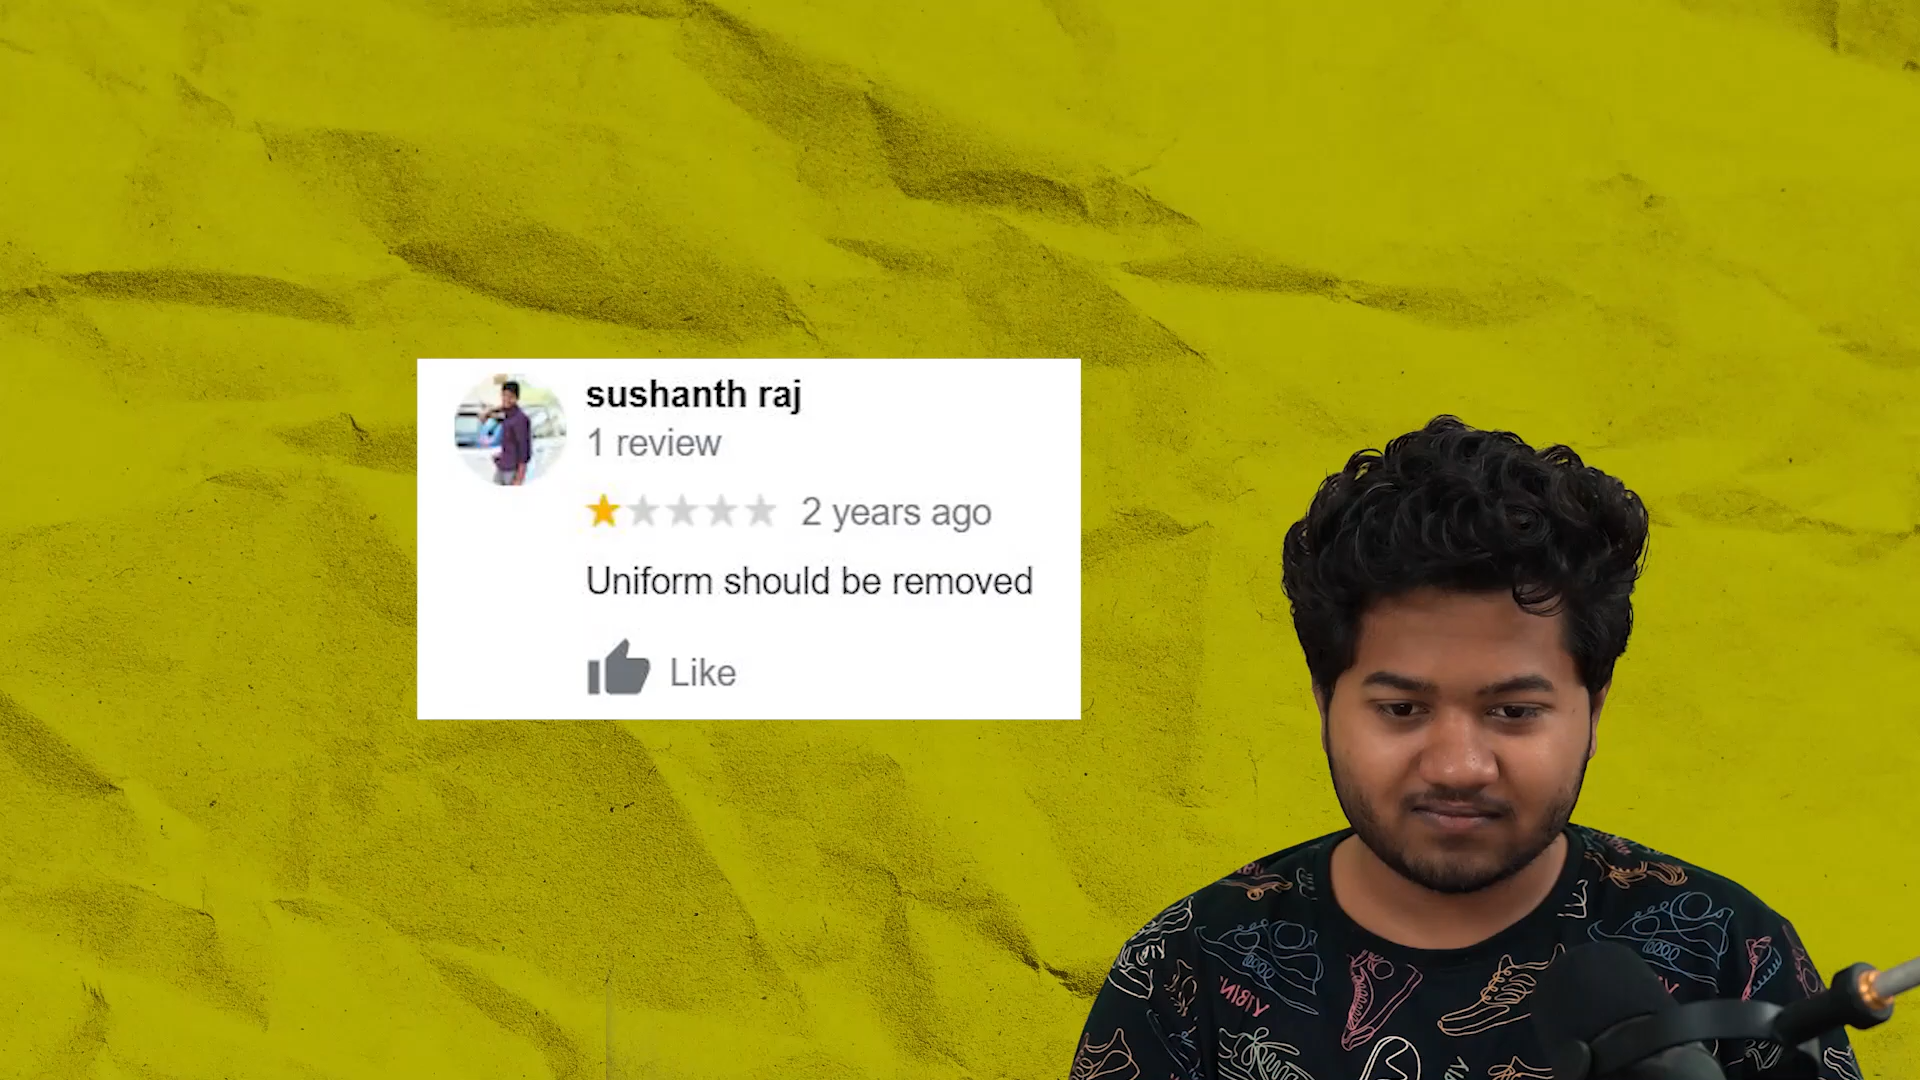 sushanth raj
1 review
2 years ago
Uniform should be removed
Like